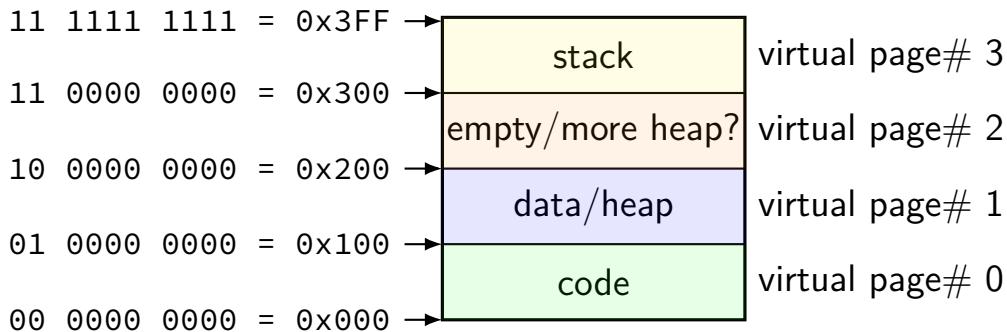 11 1111 1111 = 0x3FF
stack
virtual page# 3
11 0000 0000 = 0x300
empty/more heap?
virtual page# 2
10 0000 0000 = 0x200
data/heap
virtual page# 1
01 0000 0000 = 0x100
code
virtual page# 0
00 0000 0000 = 0x000